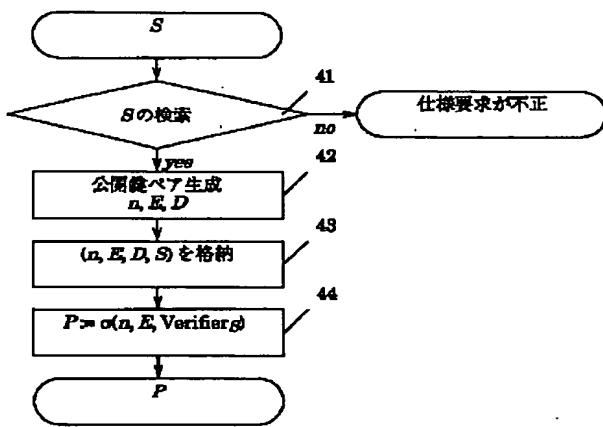 S
41
Sの検索
仕様要求が不正
no
yes
42
公開鍵ペア生成
n, E, D
43
(n, E, D, S) を格納
44
P := σ(n, E, Verifier_S)
P